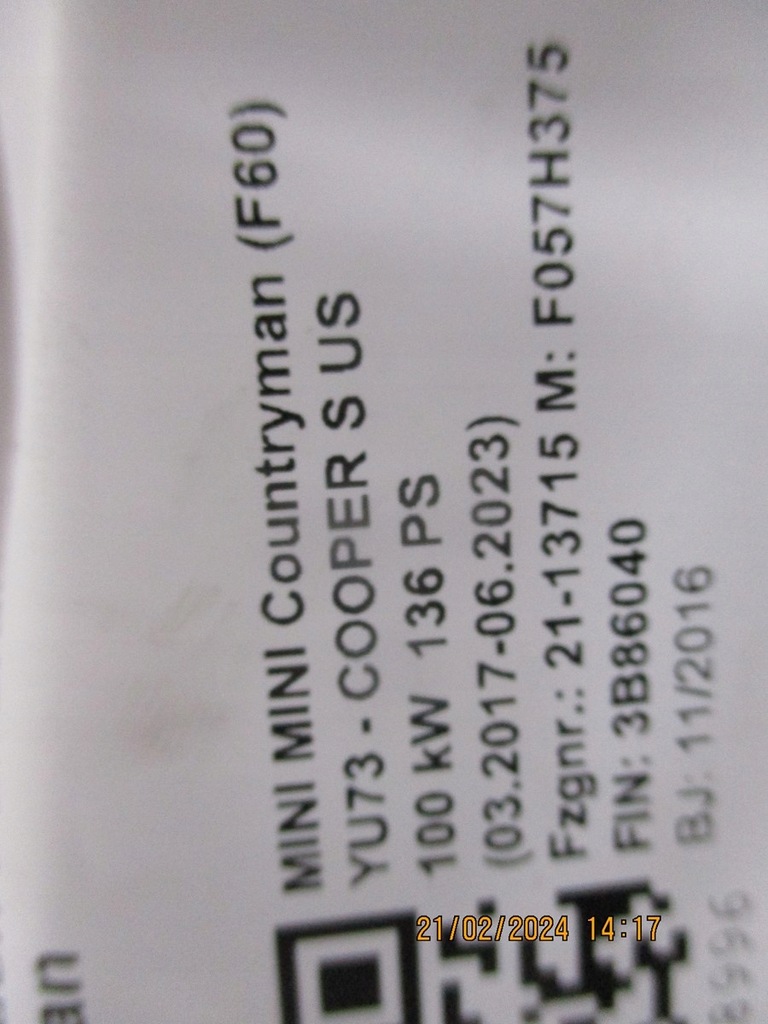 MINI MINI Countryman (F60)
YU73 - COOPER S US
100 kW 136 PS
(03.2017-06.2023)
Fzgnr.: 21-13715 M: F057H375
FIN: 3B86040
BJ: 11/2016
an
21/02/2024 14:17